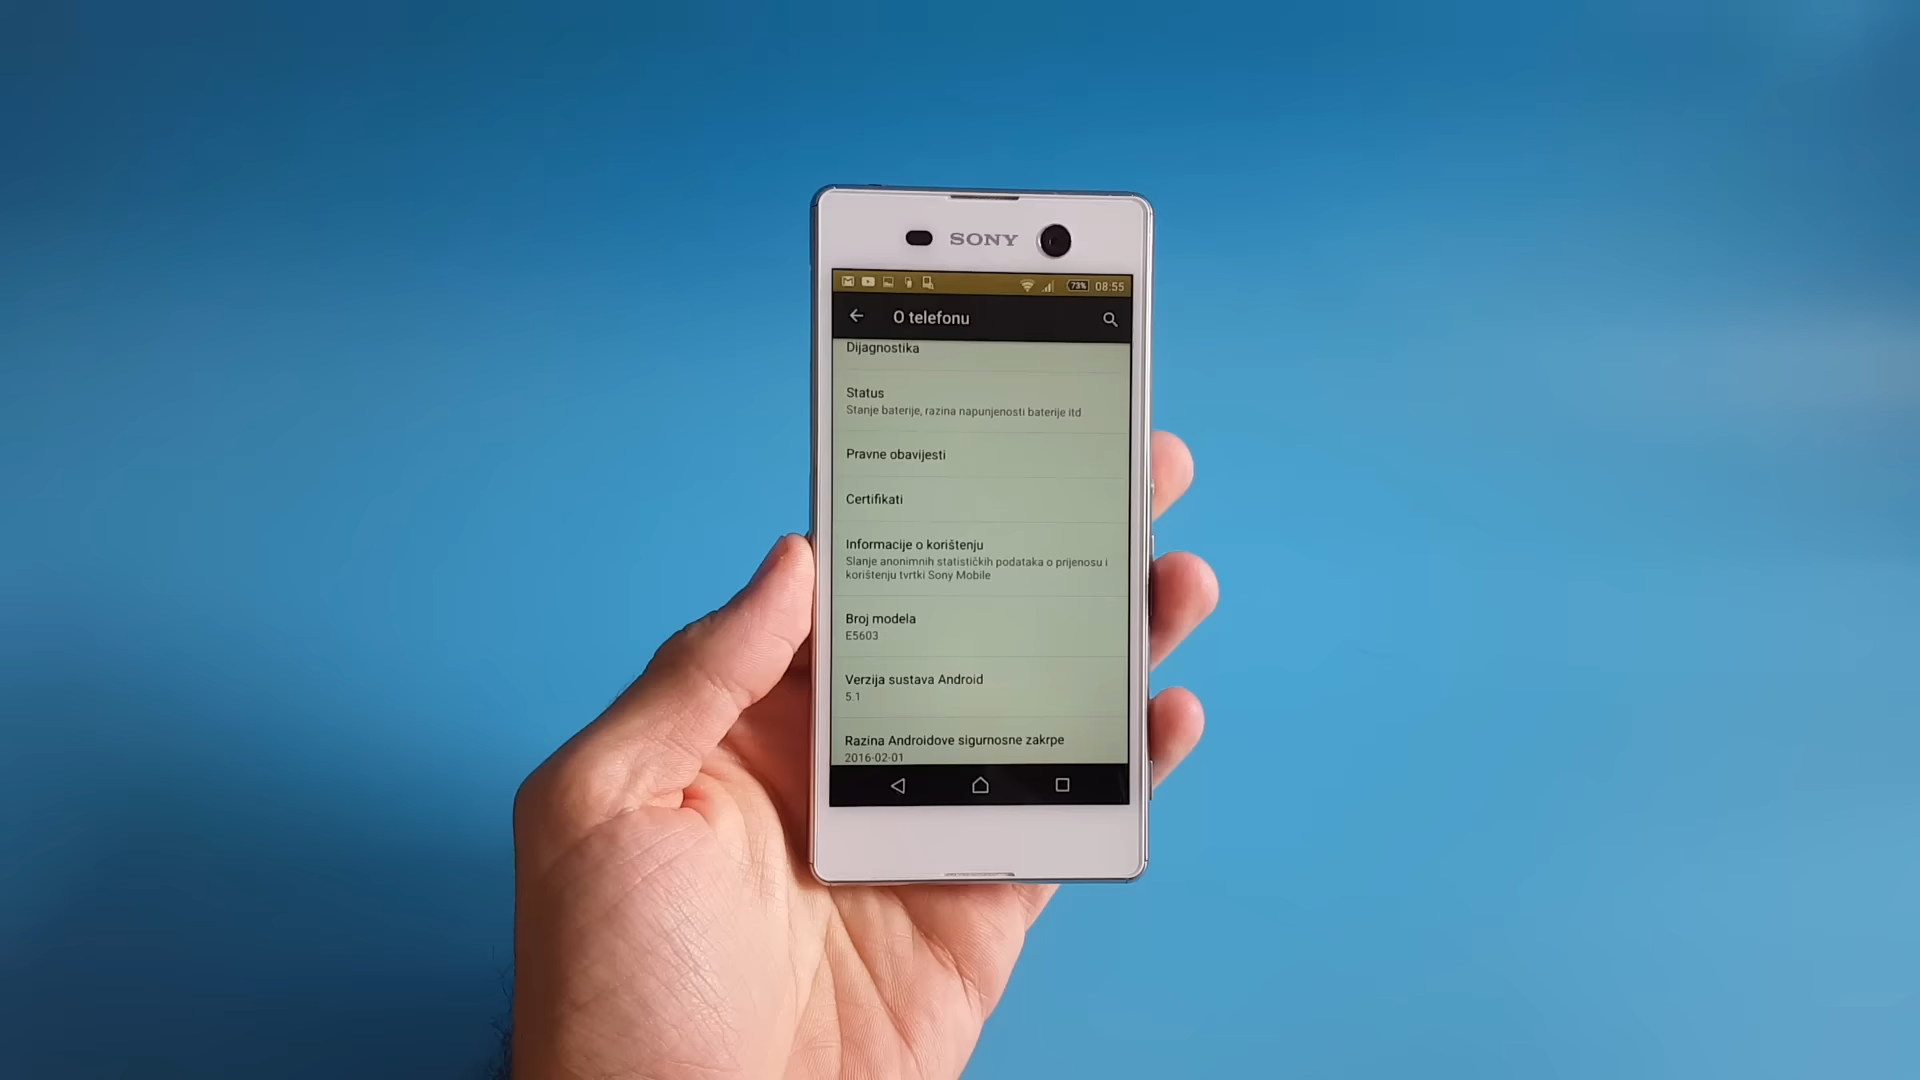 SONY
73% 08:55
O telefonu
Dijagnostika
Status
Stanje baterije, razina napunjenosti baterije itd
Pravne obavijesti
Certifikati
Informacije o korištenju
Slanje anonimnih statističkih podataka o prijenosu i
korištenju tvrtki Sony Mobile
Broj modela
E5603
Verzija sustava Android
5.1
Razina Androidove sigurnosne zakrpe
2016-02-01